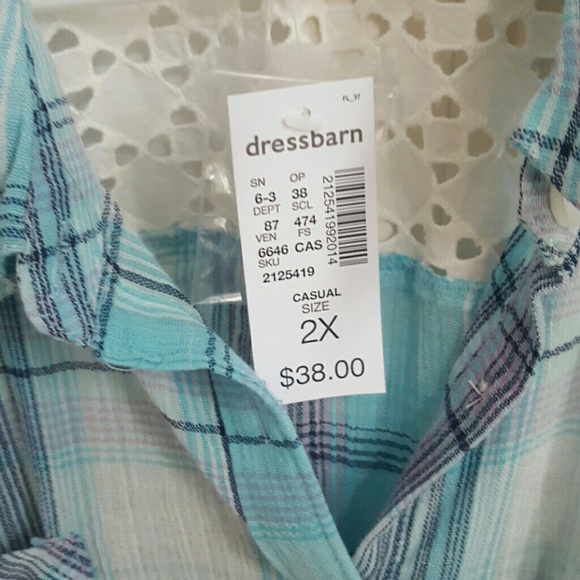 FL_37
dressbarn
SN OP
6-3 38
DEPT SCL
87 474
VEN FS
6646 CAS
SKU
2125419
212541992014
CASUAL
SIZE
2X
$38.00